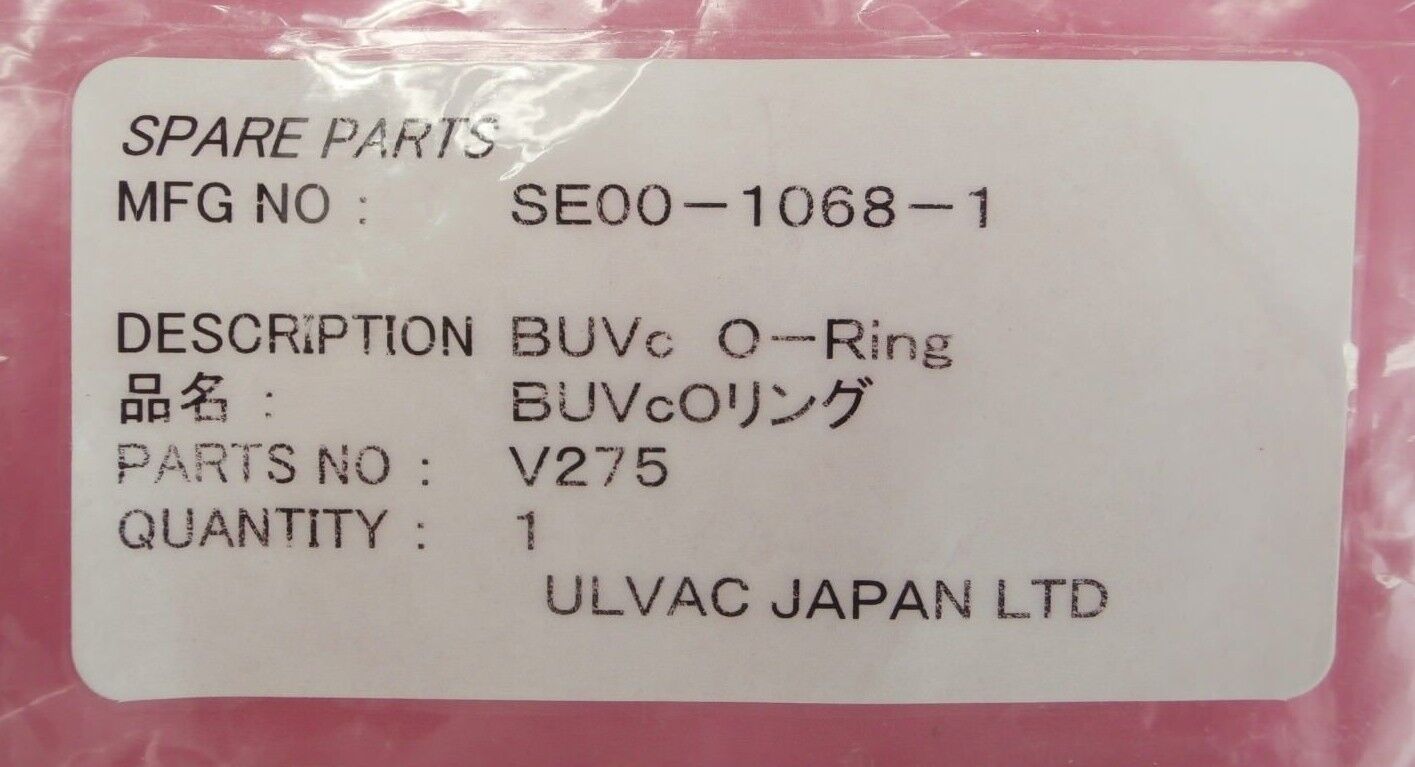 SPARE PARTS
MFG NO : SE00-1068-1
DESCRIPTION BUVc O-Ring
品名 : BUVcOリング
PARTS NO : V275
QUANTITY : 1
ULVAC JAPAN LTD